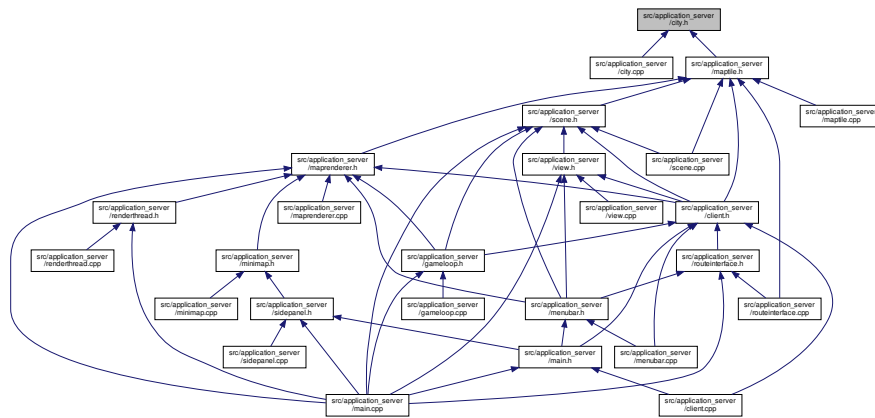 src/application_server
/city.h
src/application_server
/city.cpp
src/application_server
/maptile.h
src/application_server
/scene.h
src/application_server
/maptile.cpp
src/application_server
/maprenderer.h
src/application_server
/view.h
src/application_server
/scene.cpp
src/application_server
/renderthread.h
src/application_server
/maprenderer.cpp
src/application_server
/view.cpp
src/application_server
/client.h
src/application_server
/renderthread.cpp
src/application_server
/minimap.h
src/application_server
/gameloop.h
src/application_server
/routeinterface.h
src/application_server
/minimap.cpp
src/application_server
/sidepanel.h
src/application_server
/gameloop.cpp
src/application_server
/menubar.h
src/application_server
/routeinterface.cpp
src/application_server
/sidepanel.cpp
src/application_server
/main.h
src/application_server
/menubar.cpp
src/application_server
/main.cpp
src/application_server
/client.cpp